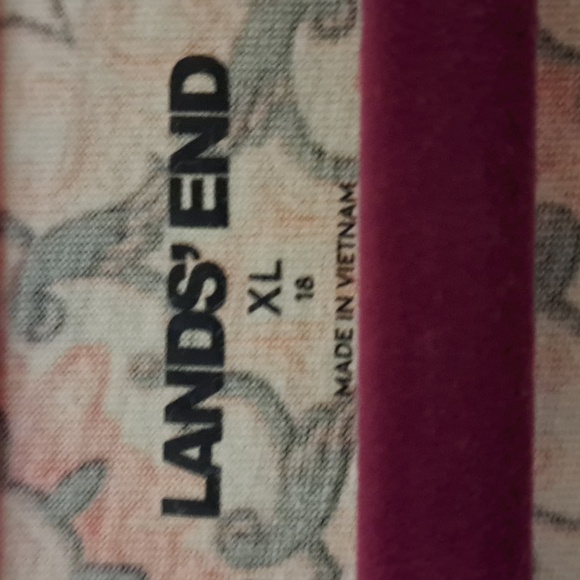 LANDS' END
XL
18
MADE IN VIETNAM